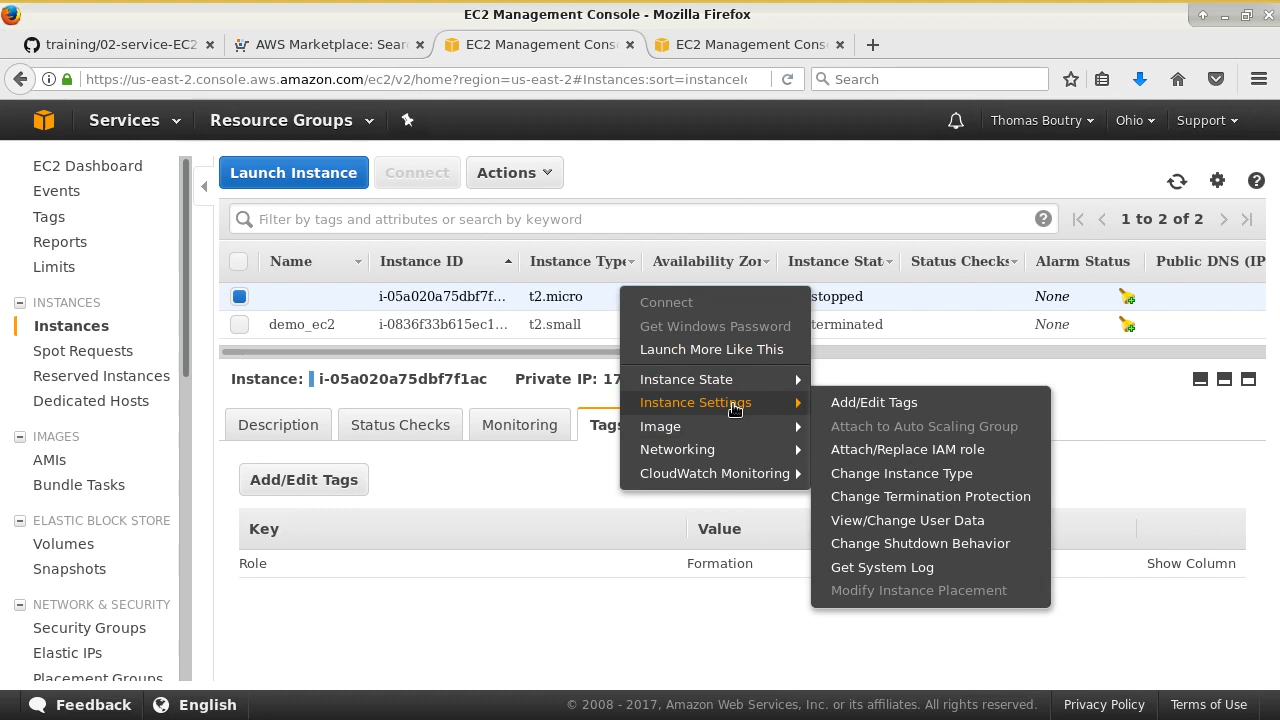 EC2 Management Console - Mozilla Firefox
training/02-service-EC2
AWS Marketplace: Sear
EC2 Management Cons
EC2 Management Cons
https://us-east-2.console.aws.amazon.com/ec2/v2/home?region=us-east-2#Instances:sort=instanceId
Search
Services
Resource Groups
Thomas Boutry
Ohio
Support
EC2 Dashboard
Events
Tags
Reports
Limits
INSTANCES
Instances
Spot Requests
Reserved Instances
Dedicated Hosts
IMAGES
AMIs
Bundle Tasks
ELASTIC BLOCK STORE
Volumes
Snapshots
NETWORK & SECURITY
Security Groups
Elastic IPs
Placement Groups
Launch Instance
Connect
Actions
Filter by tags and attributes or search by keyword
1 to 2 of 2
Name
Instance ID
Instance Type
Availability Zon
Instance Stat
Status Checks
Alarm Status
Public DNS (IP
i-05a020a75dbf7f...
t2.micro
stopped
None
demo_ec2
i-0836f33b615ec1...
t2.small
terminated
None
Instance:
i-05a020a75dbf7f1ac
Private IP: 17
Description
Status Checks
Monitoring
Tags
Add/Edit Tags
Key
Value
Role
Formation
Show Column
Connect
Get Windows Password
Launch More Like This
Instance State
Instance Settings
Image
Networking
CloudWatch Monitoring
Add/Edit Tags
Attach to Auto Scaling Group
Attach/Replace IAM role
Change Instance Type
Change Termination Protection
View/Change User Data
Change Shutdown Behavior
Get System Log
Modify Instance Placement
Feedback
English
© 2008 - 2017, Amazon Web Services, Inc. or its affiliates. All rights reserved.
Privacy Policy
Terms of Use